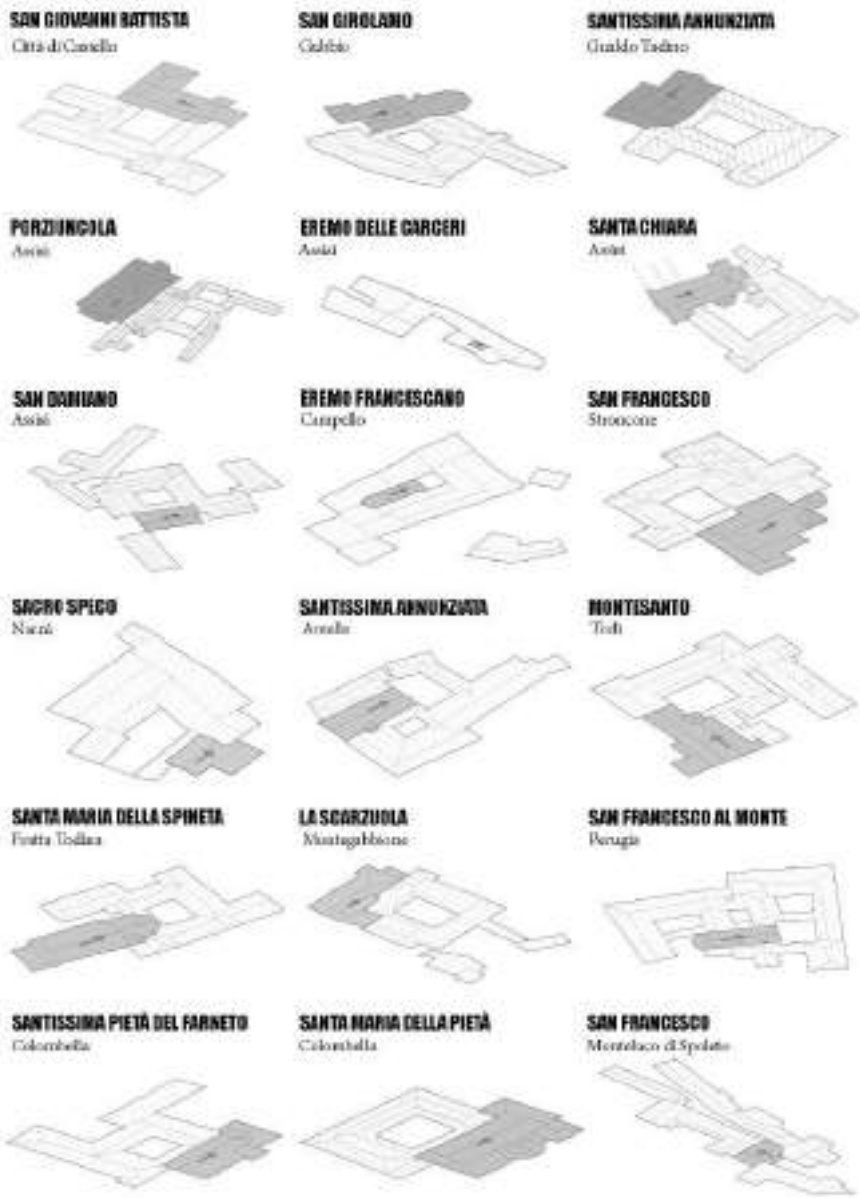 SAN GIOVANNI BATTISTA
Città di Castello
SAN GIROLAMO
Gubbio
SANTISSIMA ANNUNZIATA
Gualdo Tadino
PORZIUNCOLA
Assisi
EREMO DELLE CARCERI
Assisi
SANTA CHIARA
Assisi
SAN DAMIANO
Assisi
EREMO FRANCESCANO
Campello
SAN FRANCESCO
Stroncone
SACRO SPECO
Narni
SANTISSIMA ANNUNZIATA
Amelia
MONTESANTO
Todi
SANTA MARIA DELLA SPINETA
Fratta Todina
LA SCARZUOLA
Montegabbione
SAN FRANCESCO AL MONTE
Perugia
SANTISSIMA PIETÀ DEL FARNETO
Colombella
SANTA MARIA DELLA PIETÀ
Colombella
SAN FRANCESCO
Monteluco di Spoleto